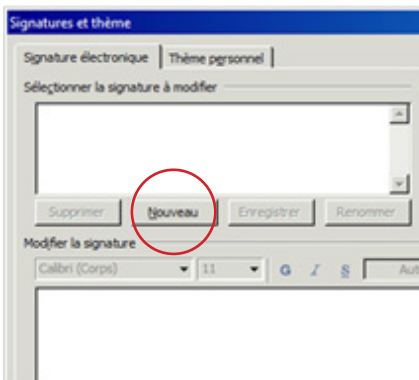 Signatures et thème
Signature électronique Thème personnel
Sélectionner la signature à modifier
Supprimer Nouveau Enregistrer Renommer
Modifier la signature
Calibri (Corps) 11 G I S Aut